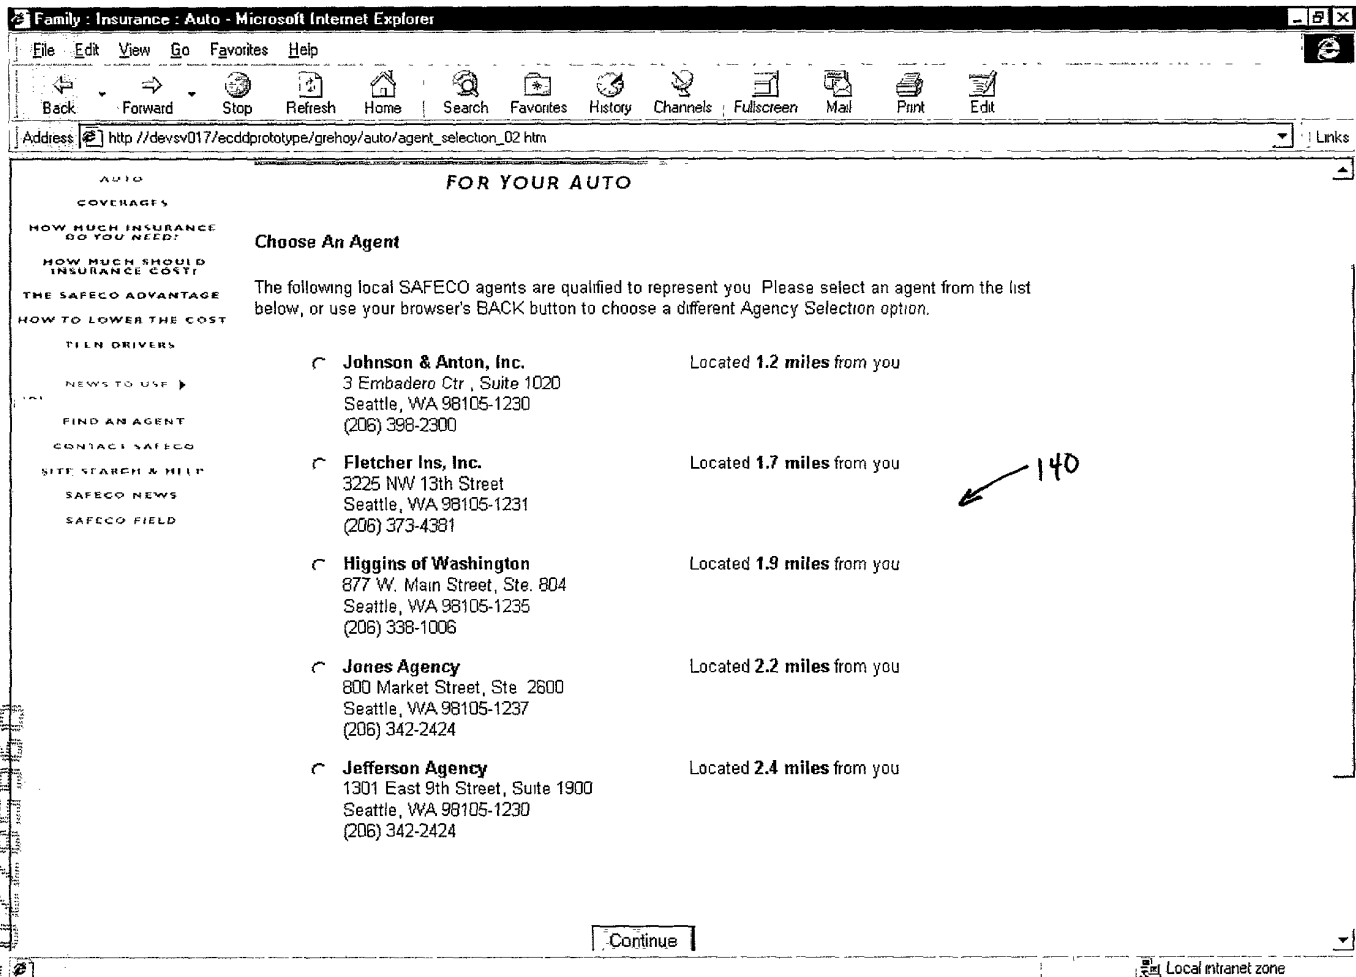 Family : Insurance : Auto - Microsoft Internet Explorer
File Edit View Go Favorites Help
Back Forward Stop Refresh Home Search Favorites History Channels Fullscreen Mail Print Edit
Address http //devsv017/ecddprototype/grehoy/auto/agent_selection_02 htm Links
AUTO
COVERAGES
HOW MUCH INSURANCE
DO YOU NEED?
HOW MUCH SHOULD
INSURANCE COST?
THE SAFECO ADVANTAGE
HOW TO LOWER THE COST
TEEN DRIVERS
NEWS TO USE
FIND AN AGENT
CONTACT SAFECO
SITE SEARCH & HELP
SAFECO NEWS
SAFECO FIELD
FOR YOUR AUTO
Choose An Agent
The following local SAFECO agents are qualified to represent you Please select an agent from the list
below, or use your browser's BACK button to choose a different Agency Selection option.
Johnson & Anton, Inc. Located 1.2 miles from you
3 Embadero Ctr , Suite 1020
Seattle, WA 98105-1230
(206) 398-2300
Fletcher Ins, Inc. Located 1.7 miles from you
3225 NW 13th Street
Seattle, WA 98105-1231
(206) 373-4381
140
Higgins of Washington Located 1.9 miles from you
877 W. Main Street, Ste. 804
Seattle, WA 98105-1235
(206) 338-1006
Jones Agency Located 2.2 miles from you
800 Market Street, Ste 2600
Seattle, WA 98105-1237
(206) 342-2424
Jefferson Agency Located 2.4 miles from you
1301 East 9th Street, Suite 1900
Seattle, WA 98105-1230
(206) 342-2424
Continue
Local intranet zone